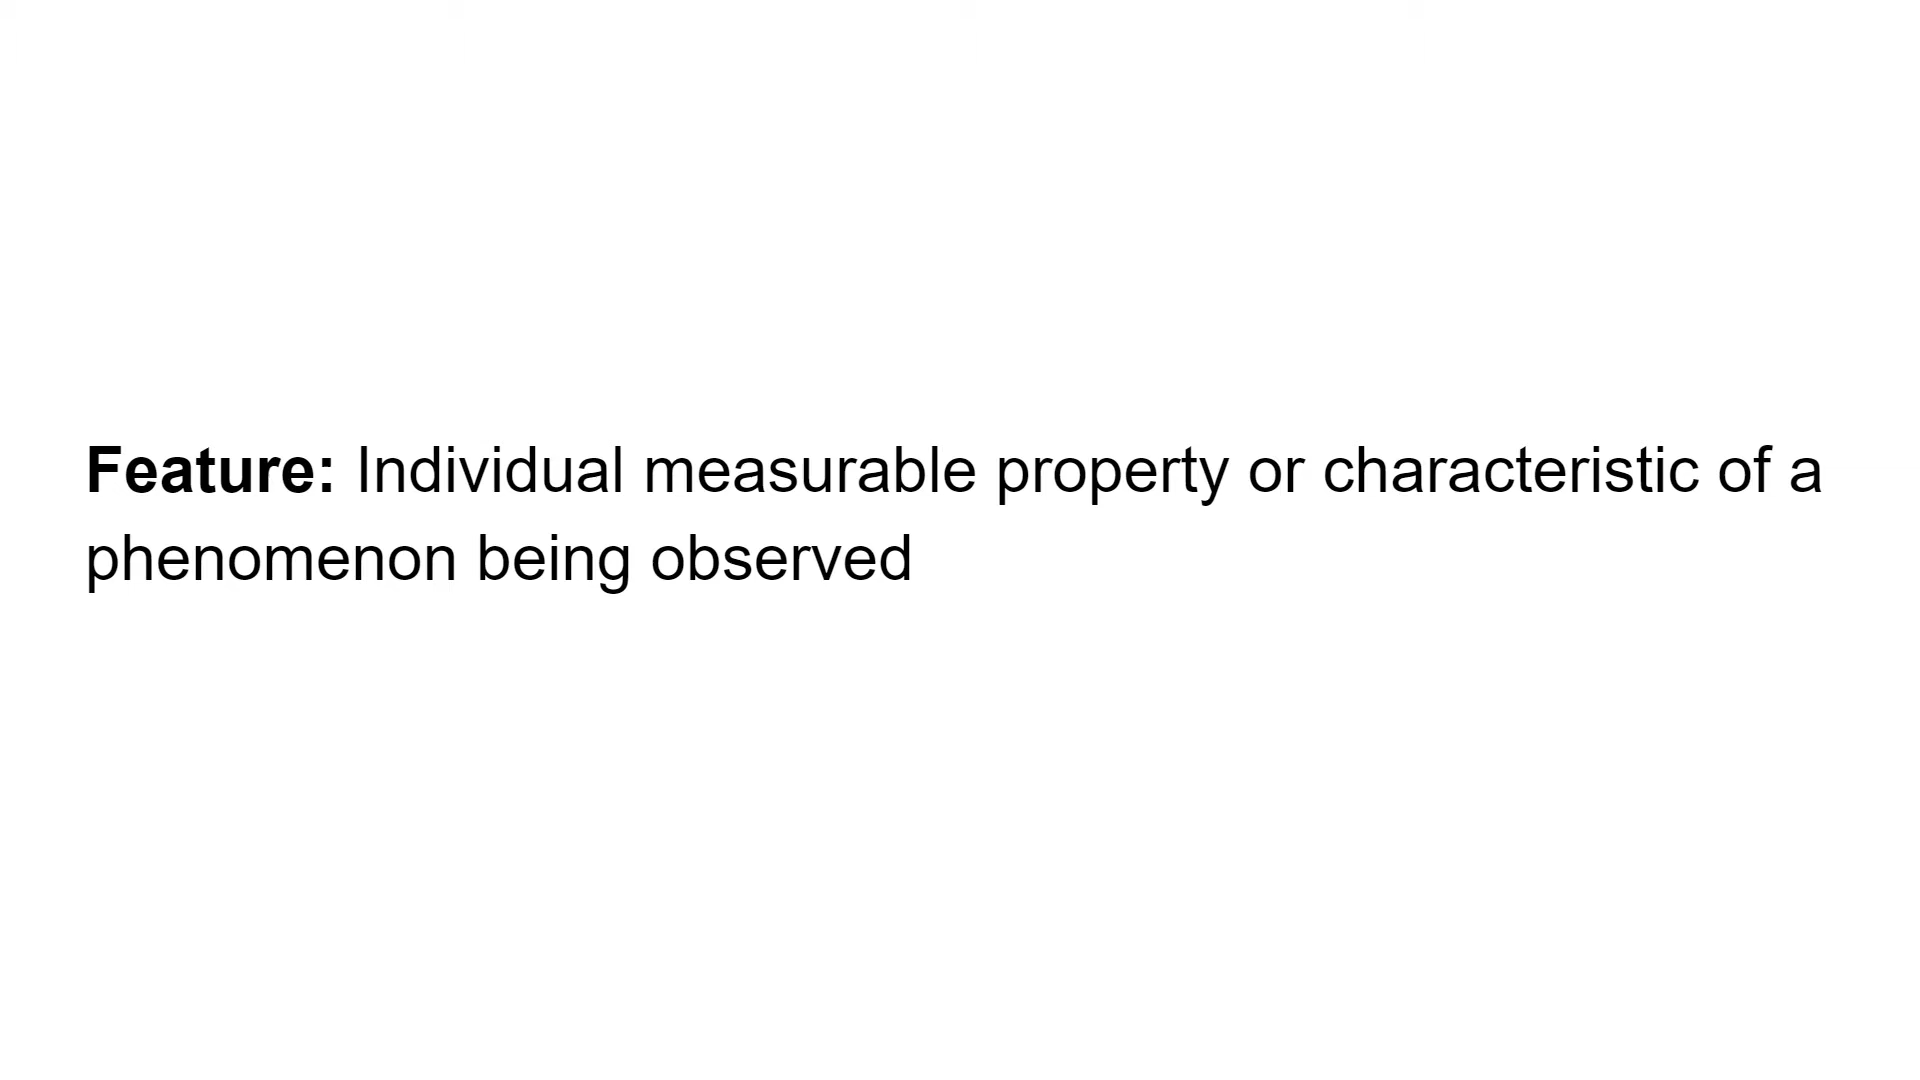 Feature: Individual measurable property or characteristic of a
phenomenon being observed